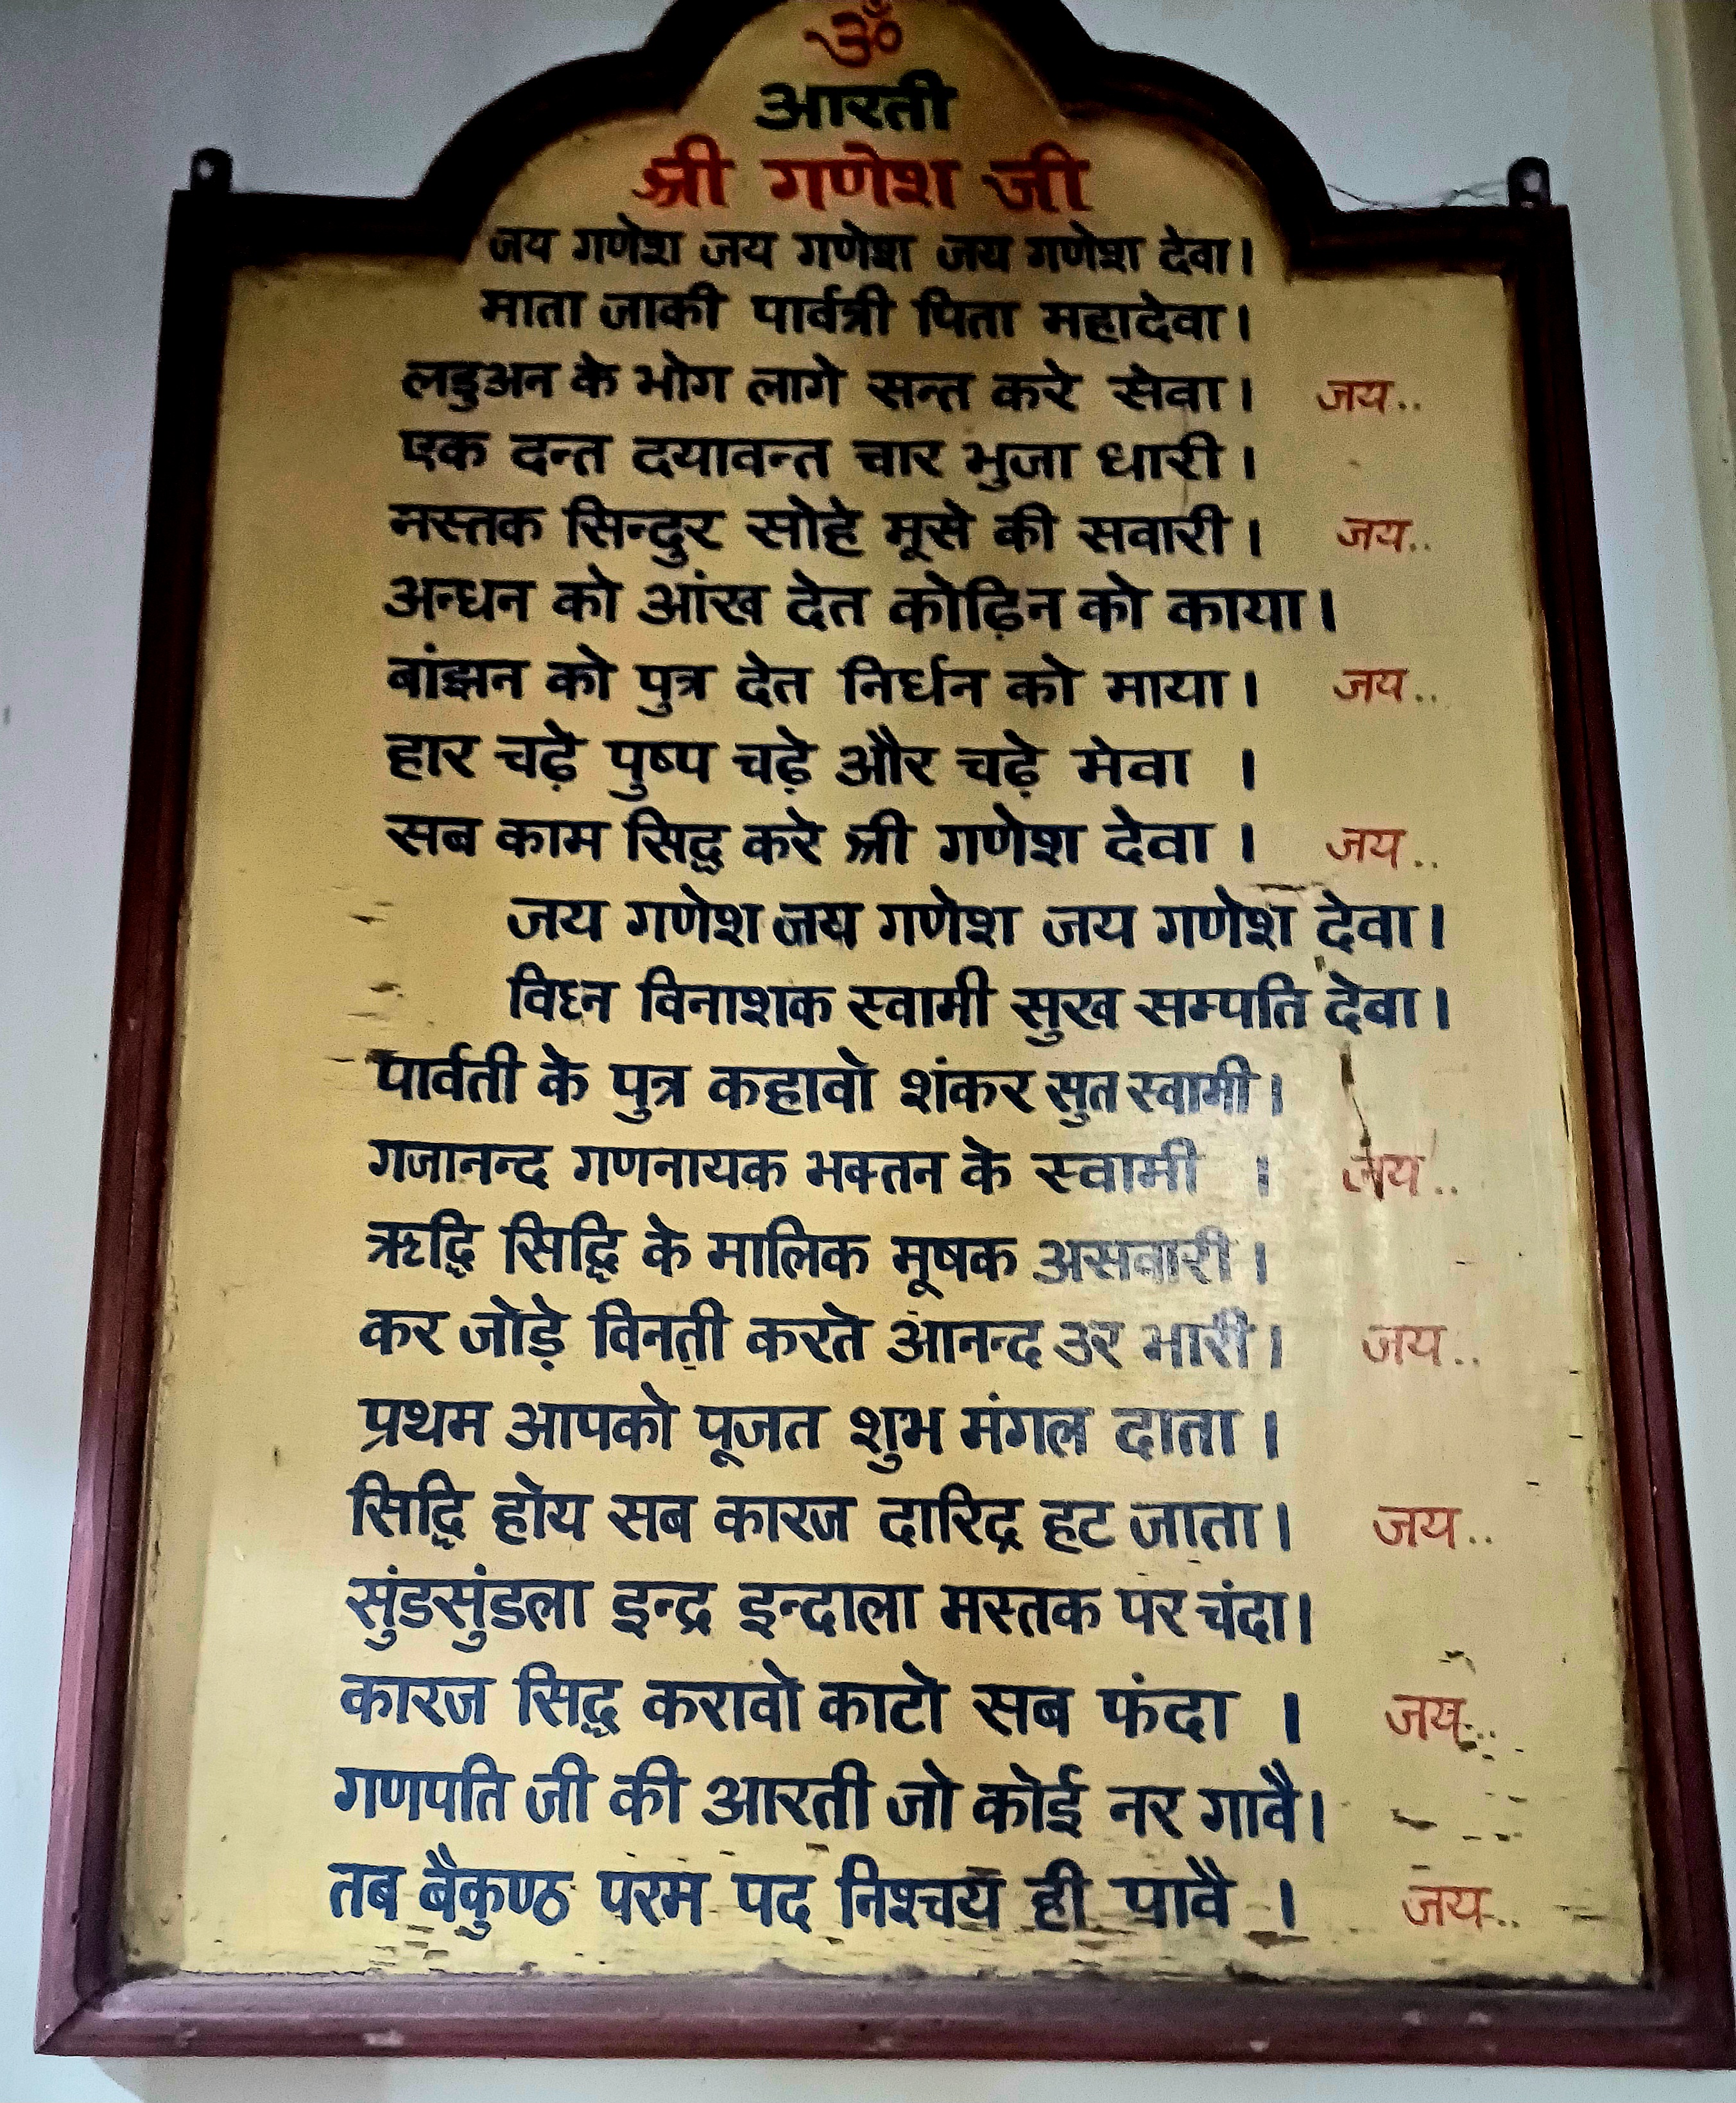 ॐ
आरती
श्री गणेश जी
जय गणेश जय गणेश जय गणेश देवा।
माता जाकी पार्वत्री पिता महादेवा।
लडुअन के भोग लागे सन्त करे सेवा। जय..
एक दन्त दयावन्त चार भुजा धारी।
मस्तक सिन्दुर सोहे मूसे की सवारी। जय..
अन्धन को आंख देत कोढ़िन को काया।
बांझन को पुत्र देत निर्धन को माया। जय..
हार चढ़े पुष्प चढ़े और चढ़े मेवा ।
सब काम सिद्ध करे श्री गणेश देवा । जय..
जय गणेश जय गणेश जय गणेश देवा।
विघ्न विनाशक स्वामी सुख सम्पति देवा।
पार्वती के पुत्र कहावो शंकर सुत स्वामी।
गजानन्द गणनायक भक्तन के स्वामी । जय..
ऋद्धि सिद्धि के मालिक मूषक असवारी।
कर जोड़े विनती करते आनन्द उर भारी। जय..
प्रथम आपको पूजत शुभ मंगल दाता।
सिद्धि होय सब कारज दारिद्र हट जाता। जय..
सुंडसुंडला इन्द्र इन्दाला मस्तक पर चंदा।
कारज सिद्ध करावो काटो सब फंदा । जय..
गणपति जी की आरती जो कोई नर गावै।
तब बैकुण्ठ परम पद निश्चय ही पावै । जय..